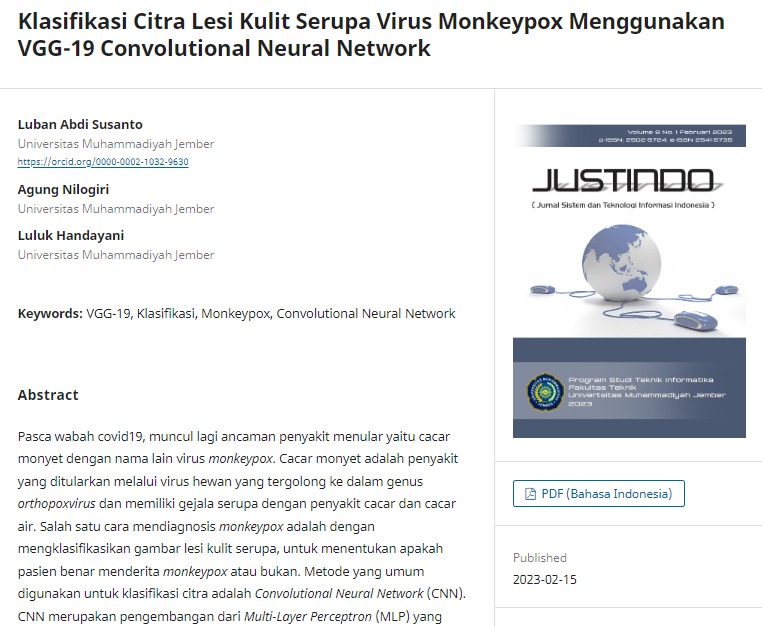 Klasifikasi Citra Lesi Kulit Serupa Virus Monkeypox Menggunakan
VGG-19 Convolutional Neural Network
Luban Abdi Susanto
Universitas Muhammadiyah Jember
https://orcid.org/0000-0002-1032-9630
Agung Nilogiri
Universitas Muhammadiyah Jember
Luluk Handayani
Universitas Muhammadiyah Jember
Keywords: VGG-19, Klasifikasi, Monkeypox, Convolutional Neural Network
Abstract
Pasca wabah covid19, muncul lagi ancaman penyakit menular yaitu cacar
monyet dengan nama lain virus monkeypox. Cacar monyet adalah penyakit
yang ditularkan melalui virus hewan yang tergolong ke dalam genus
orthopoxvirus dan memiliki gejala serupa dengan penyakit cacar dan cacar
air. Salah satu cara mendiagnosis monkeypox adalah dengan
mengklasifikasikan gambar lesi kulit serupa, untuk menentukan apakah
pasien benar menderita monkeypox atau bukan. Metode yang umum
digunakan untuk klasifikasi citra adalah Convolutional Neural Network (CNN).
CNN merupakan pengembangan dari Multi-Layer Perceptron (MLP) yang
Volume 8 No. 1 Februari 2023
p-ISSN: 2502-5724, e-ISSN 2541-5735
JUSTINDO
( Jurnal Sistem dan Teknologi Informasi Indonesia )
Program Studi Teknik Informatika
Fakultas Teknik
Universitas Muhammadiyah Jember
2023
PDF (Bahasa Indonesia)
Published
2023-02-15